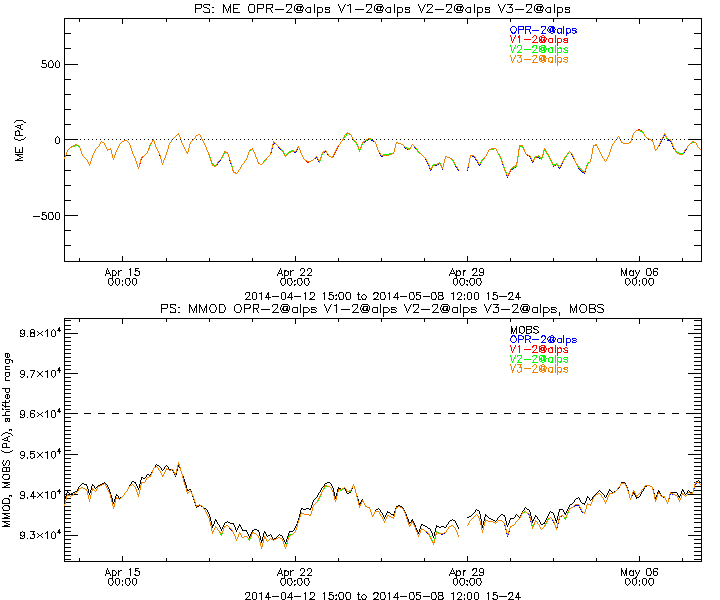 PS: ME OPR-2@alps V1-2@alps V2-2@alps V3-2@alps
OPR-2@alps
V1-2@alps
V2-2@alps
V3-2@alps
500
0
-500
ME (PA)
Apr 15 Apr 22 Apr 29 May 06
00:00 00:00 00:00 00:00
2014-04-12 15:00 to 2014-05-08 12:00 15-24
PS: MMOD OPR-2@alps V1-2@alps V2-2@alps V3-2@alps, MOBS
MOBS
OPR-2@alps
V1-2@alps
V2-2@alps
V3-2@alps
9.8×10⁴
9.7×10⁴
9.6×10⁴
9.5×10⁴
9.4×10⁴
9.3×10⁴
MMOD, MOBS (PA), shifted range
Apr 15 Apr 22 Apr 29 May 06
00:00 00:00 00:00 00:00
2014-04-12 15:00 to 2014-05-08 12:00 15-24